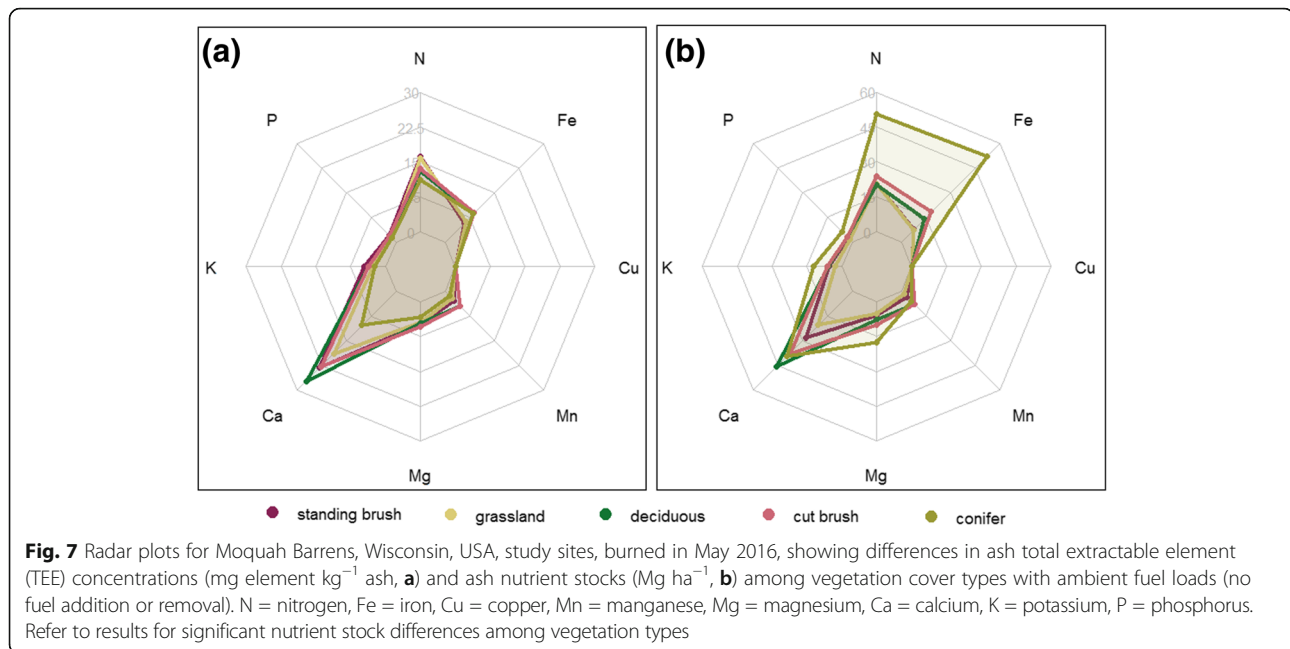 (a)
N
30
22.5
15
0
P
Fe
K
Cu
Ca
Mn
Mg
(b)
N
60
45
30
0
P
Fe
K
Cu
Ca
Mn
Mg
standing brush grassland deciduous cut brush conifer
Fig. 7 Radar plots for Moquah Barrens, Wisconsin, USA, study sites, burned in May 2016, showing differences in ash total extractable element
(TEE) concentrations (mg element kg⁻¹ ash, a) and ash nutrient stocks (Mg ha⁻¹, b) among vegetation cover types with ambient fuel loads (no
fuel addition or removal). N = nitrogen, Fe = iron, Cu = copper, Mn = manganese, Mg = magnesium, Ca = calcium, K = potassium, P = phosphorus.
Refer to results for significant nutrient stock differences among vegetation types